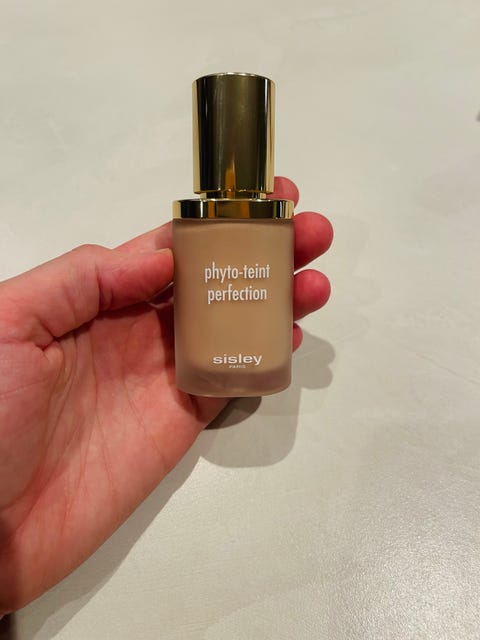 phyto-teint
perfection
sisley
PARIS